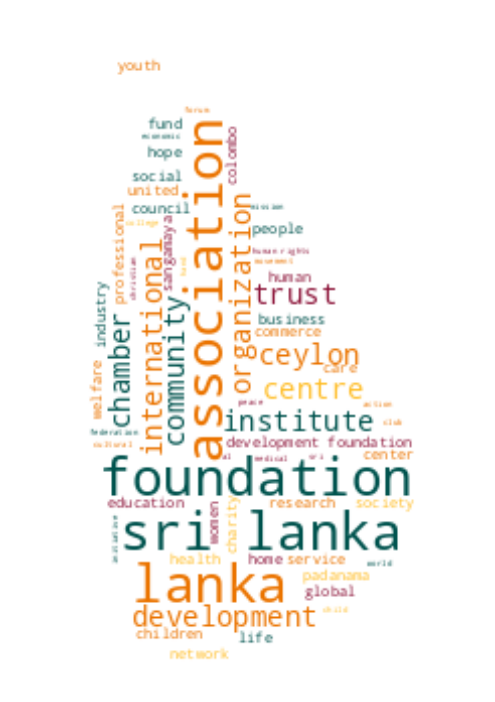 youth
forum
fund
economic
hope
colombo
association
social
united
council
mission
college
organization
people
professional
sangamaya
international
human rights
movement
christian
fund
human
trust
industry
community
business
chamber
commerce
ceylon
care
welfare
centre
peace
action
institute
club
federation
national
development foundation
center
medical
sri
foundation
education
women
charity
research
society
initiative
sri lanka
health
home
service
world
lanka
padanama
global
development
child
children
life
network